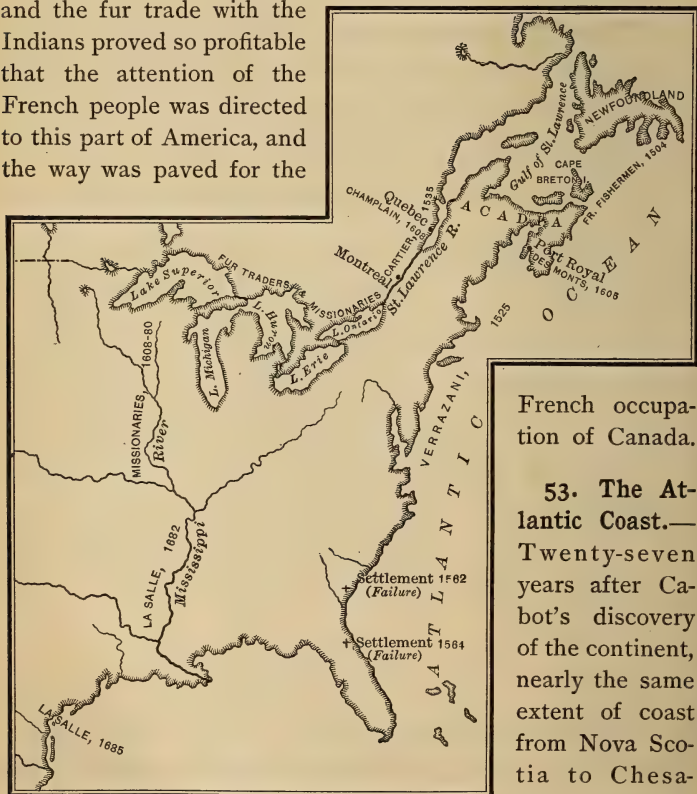 and the fur trade with the
Indians proved so profitable
that the attention of the
French people was directed
to this part of America, and
the way was paved for the
NEWFOUNDLAND
Gulf of St. Lawrence
CAPE
BRETON I.
FR. FISHERMEN, 1504
ACADIA
Port Royal
DES MONTS, 1605
Quebec
CHAMPLAIN, 1608
CARTIER, 1535
Montreal
St. Lawrence R.
FUR TRADERS & MISSIONARIES
Lake Superior
L. Huron
L. Ontario
L. Michigan
L. Erie
MISSIONARIES, 1608-80
Mississippi River
LA SALLE, 1682
LA SALLE, 1685
VERRAZANI, 1525
ATLANTIC OCEAN
Settlement 1562
(Failure)
Settlement 1564
(Failure)
French occupa-
tion of Canada.
53. The At-
lantic Coast.—
Twenty-seven
years after Ca-
bot's discovery
of the continent,
nearly the same
extent of coast
from Nova Sco-
tia to Chesa-